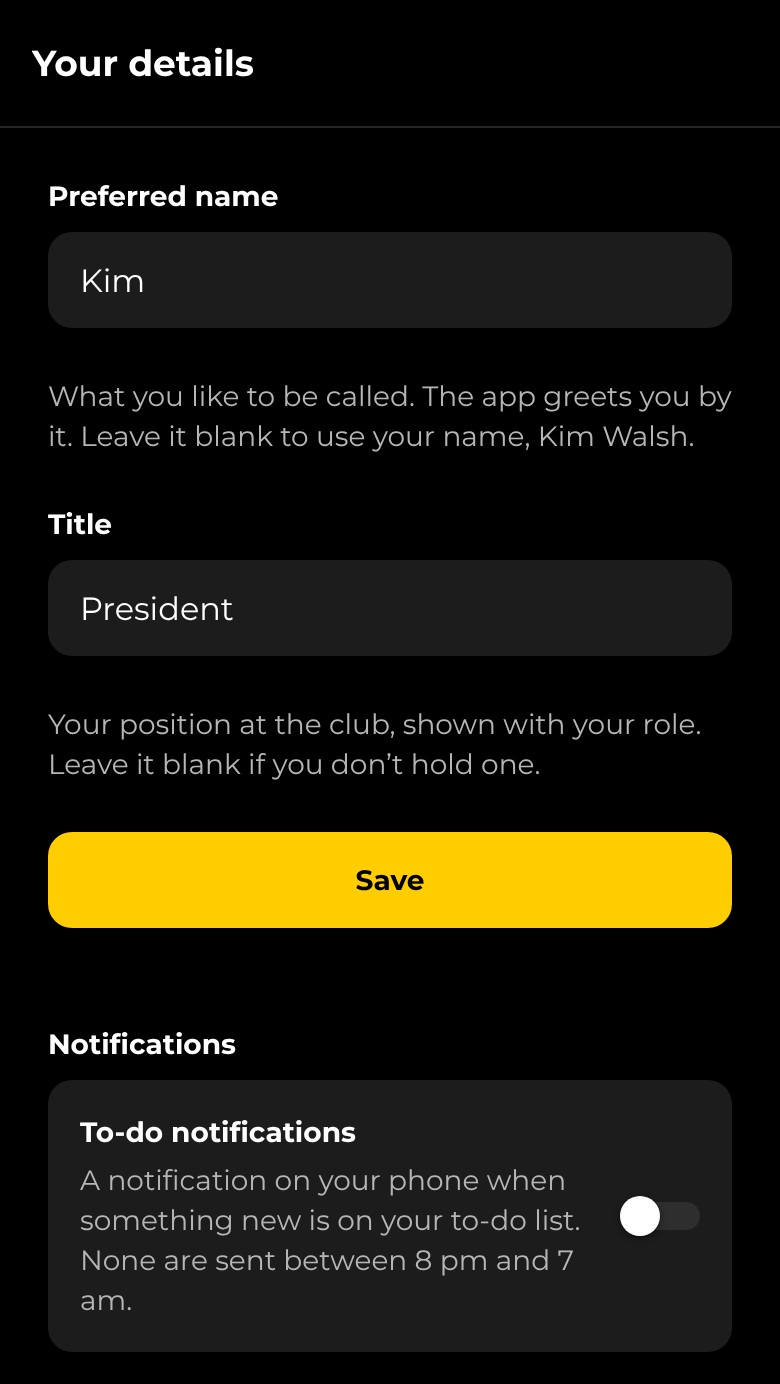 Your details
Preferred name
Kim
What you like to be called. The app greets you by
it. Leave it blank to use your name, Kim Walsh.
Title
President
Your position at the club, shown with your role.
Leave it blank if you don’t hold one.
Save
Notifications
To-do notifications
A notification on your phone when
something new is on your to-do list.
None are sent between 8 pm and 7
am.